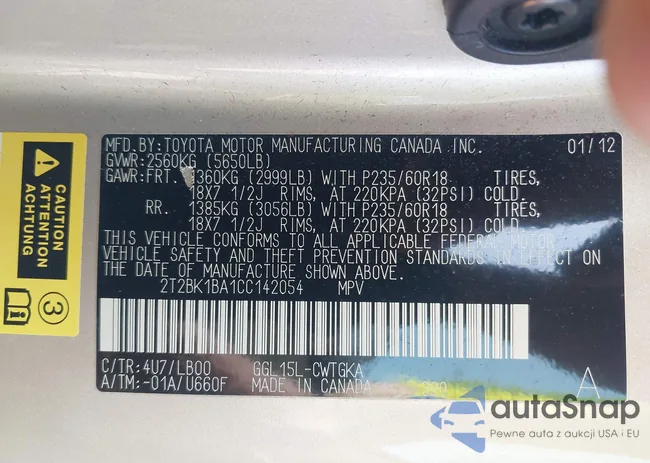 MFD.BY:TOYOTA MOTOR MANUFACTURING CANADA INC. 01/12
GVWR:2560KG (5650LB)
GAWR:FRT. 1360KG (2999LB) WITH P235/60R18 TIRES,
18X7 1/2J RIMS, AT 220KPA (32PSI) COLD.
RR. 1385KG (3056LB) WITH P235/60R18 TIRES,
18X7 1/2J RIMS, AT 220KPA (32PSI) COLD.
THIS VEHICLE CONFORMS TO ALL APPLICABLE FEDERAL MOTOR
VEHICLE SAFETY AND THEFT PREVENTION STANDARDS IN EFFECT ON
THE DATE OF MANUFACTURE SHOWN ABOVE.
2T2BK1BA1CC142054 MPV
C/TR:4U7/LB00 GGL15L-CWTGKA
A/TM:-01A/U660F MADE IN CANADA A
CAUTION
ATTENTION
ACHTUNG
3
autaSnap
Pewne auta z aukcji USA i EU